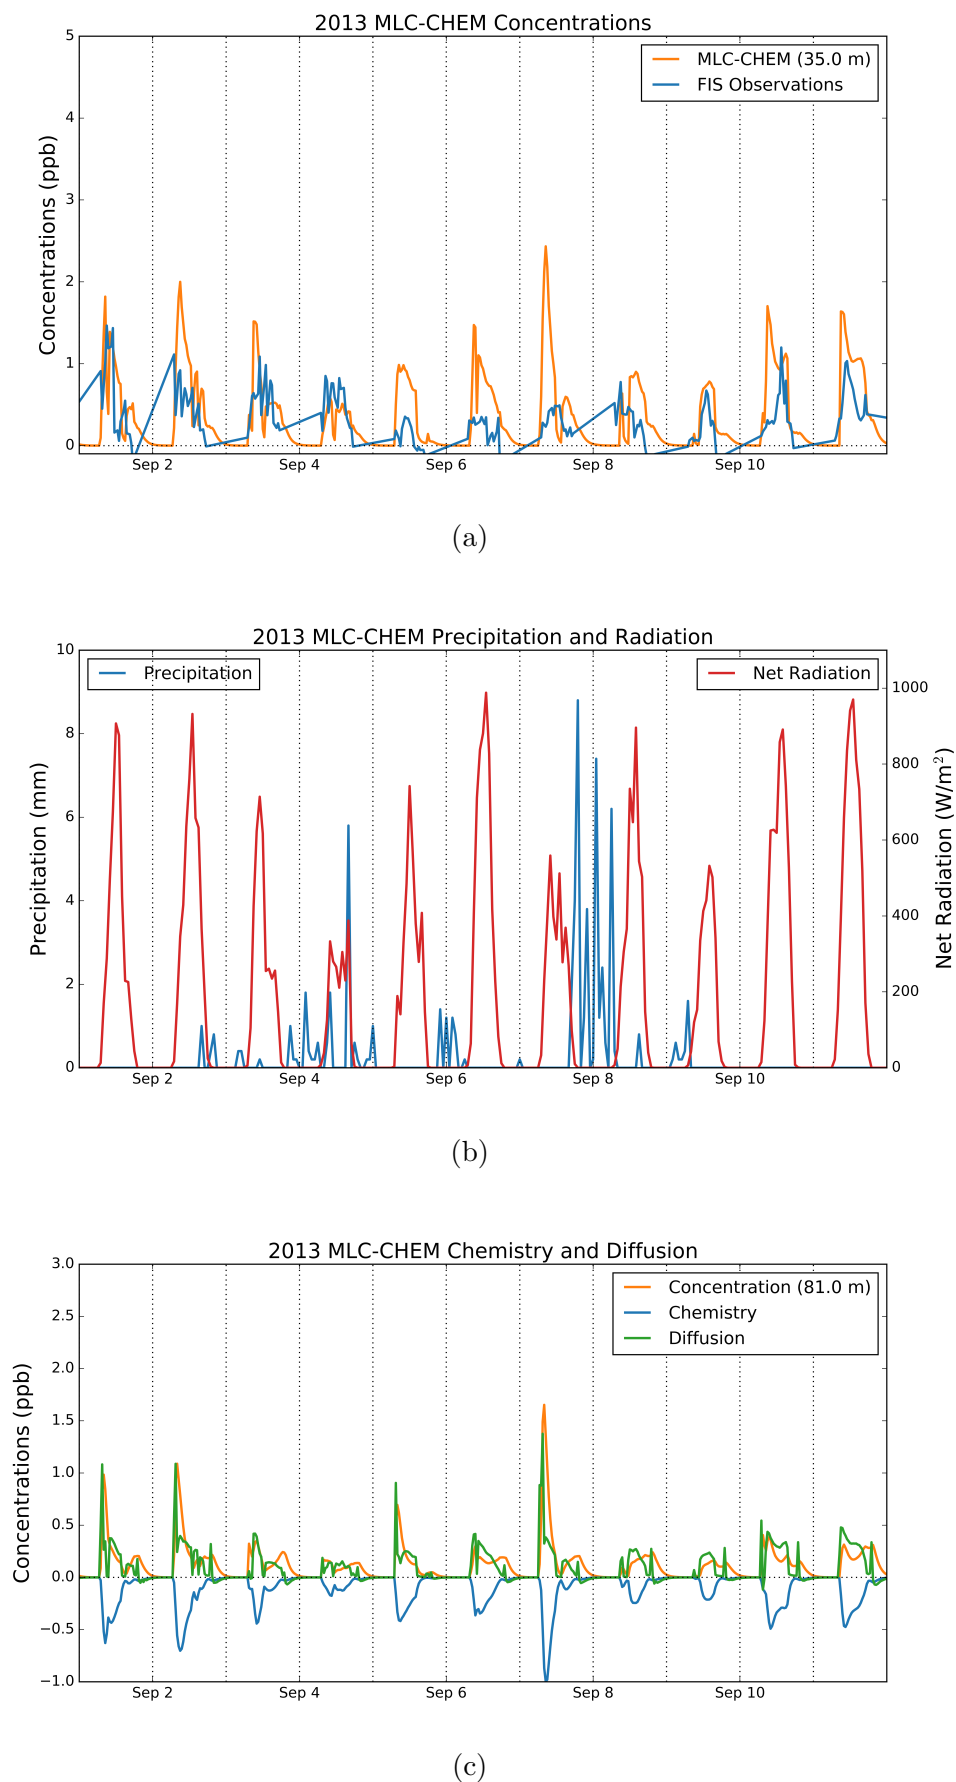 2013 MLC-CHEM Concentrations
Concentrations (ppb)
5
4
3
2
1
0
MLC-CHEM (35.0 m)
FIS Observations
Sep 2 Sep 4 Sep 6 Sep 8 Sep 10
(a)
2013 MLC-CHEM Precipitation and Radiation
Precipitation (mm)
10
8
6
4
2
0
Precipitation
Net Radiation
1000
800
600
400
200
0
Net Radiation (W/m²)
Sep 2 Sep 4 Sep 6 Sep 8 Sep 10
(b)
2013 MLC-CHEM Chemistry and Diffusion
Concentrations (ppb)
3.0
2.5
2.0
1.5
1.0
0.5
0.0
−0.5
−1.0
Concentration (81.0 m)
Chemistry
Diffusion
Sep 2 Sep 4 Sep 6 Sep 8 Sep 10
(c)